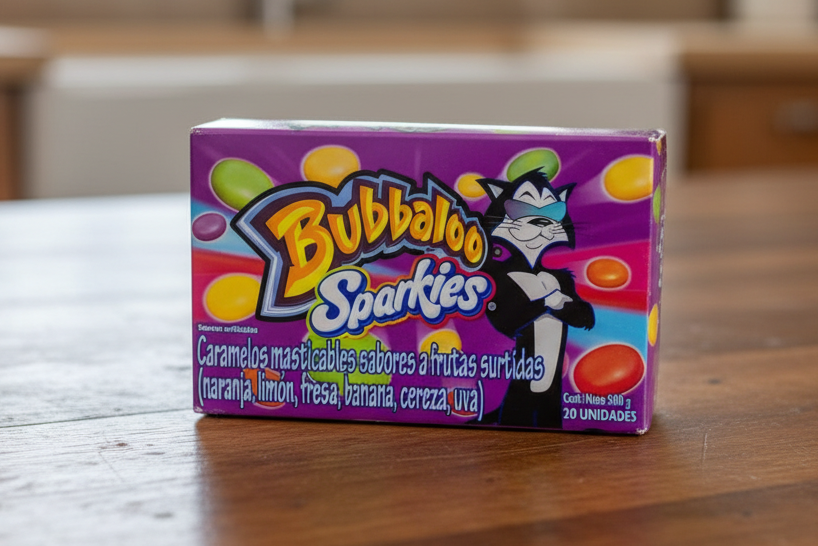 Bubbaloo
Sparkies
®
Caramelos masticables sabores a frutas surtidas
(naranja, limón, fresa, banana, cereza, uva)
20 UNIDADES